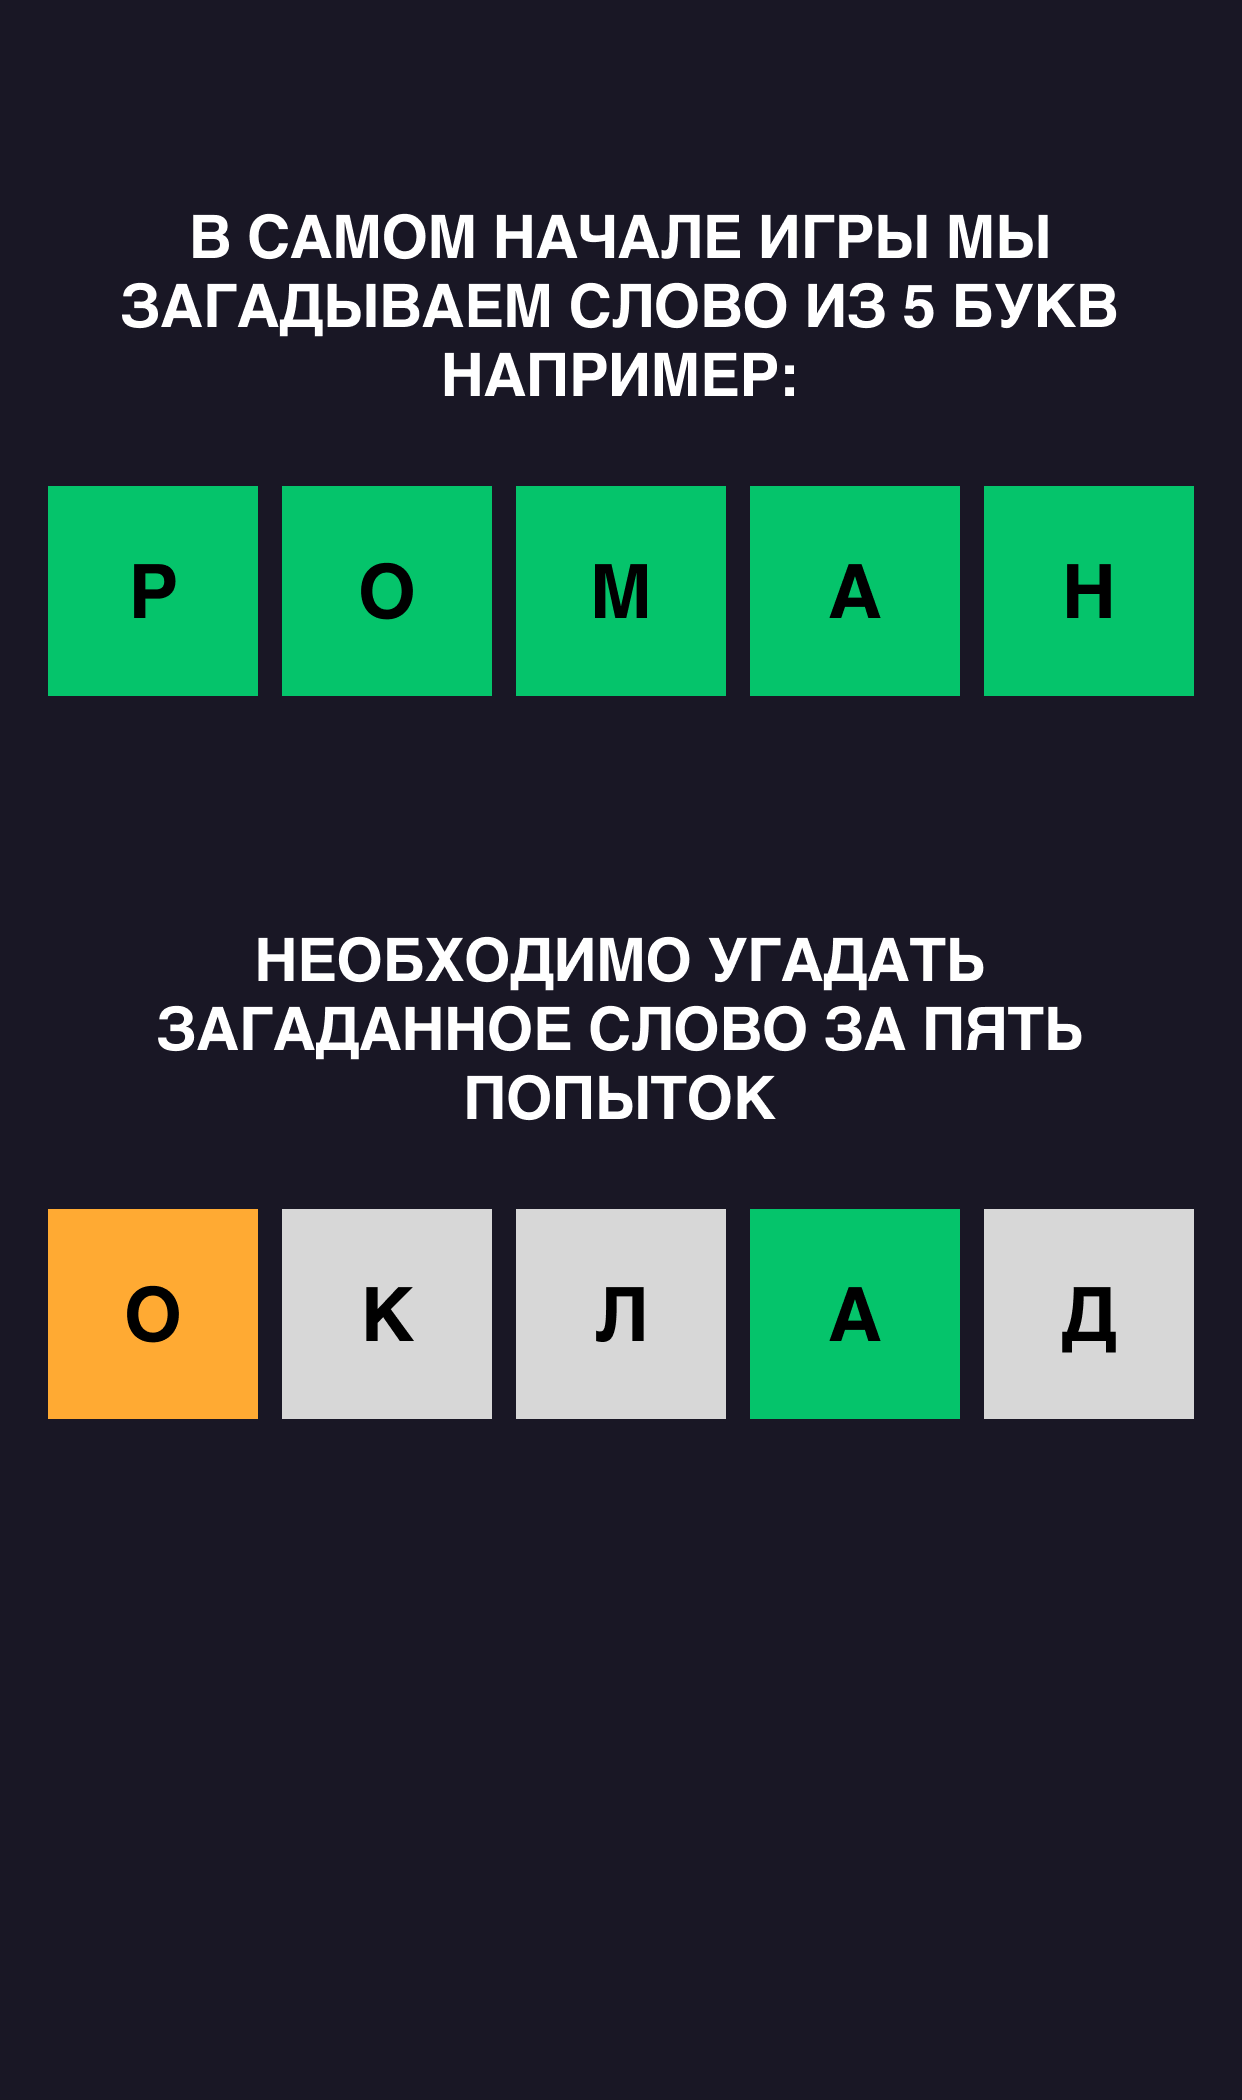 В САМОМ НАЧАЛЕ ИГРЫ МЫ
ЗАГАДЫВАЕМ СЛОВО ИЗ 5 БУКВ
НАПРИМЕР:
Р О М А Н
НЕОБХОДИМО УГАДАТЬ
ЗАГАДАННОЕ СЛОВО ЗА ПЯТЬ
ПОПЫТОК
О К Л А Д